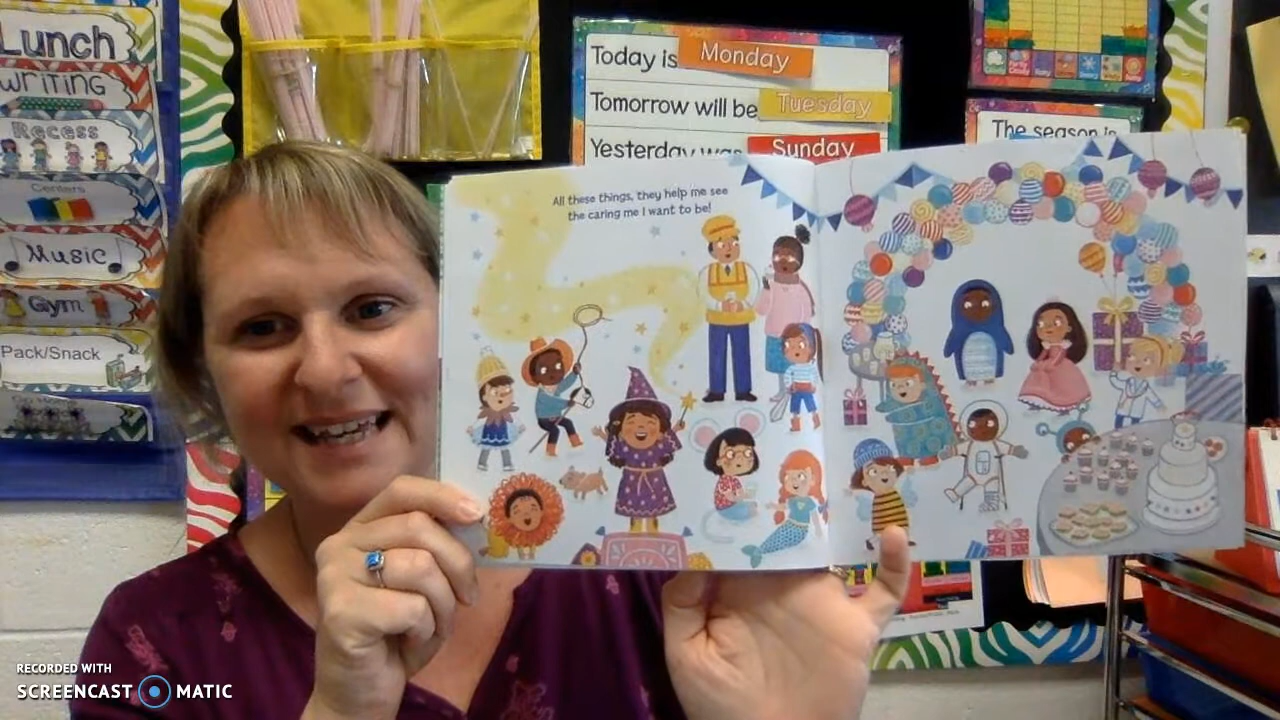 Lunch
WRITING
Recess
Centers
Music
Gym
Pack/Snack
Today is Monday
Tomorrow will be Tuesday
Yesterday was Sunday
The season is
All these things, they help me see
the caring me I want to be!
RECORDED WITH
SCREENCAST MATIC